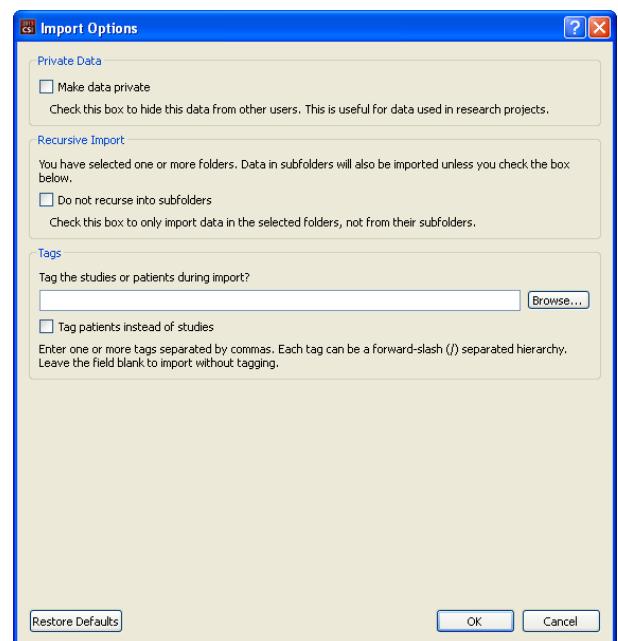 2013
CSI Import Options
Private Data
Make data private
Check this box to hide this data from other users. This is useful for data used in research projects.
Recursive Import
You have selected one or more folders. Data in subfolders will also be imported unless you check the box
below.
Do not recurse into subfolders
Check this box to only import data in the selected folders, not from their subfolders.
Tags
Tag the studies or patients during import?
Browse...
Tag patients instead of studies
Enter one or more tags separated by commas. Each tag can be a forward-slash (/) separated hierarchy.
Leave the field blank to import without tagging.
Restore Defaults OK Cancel